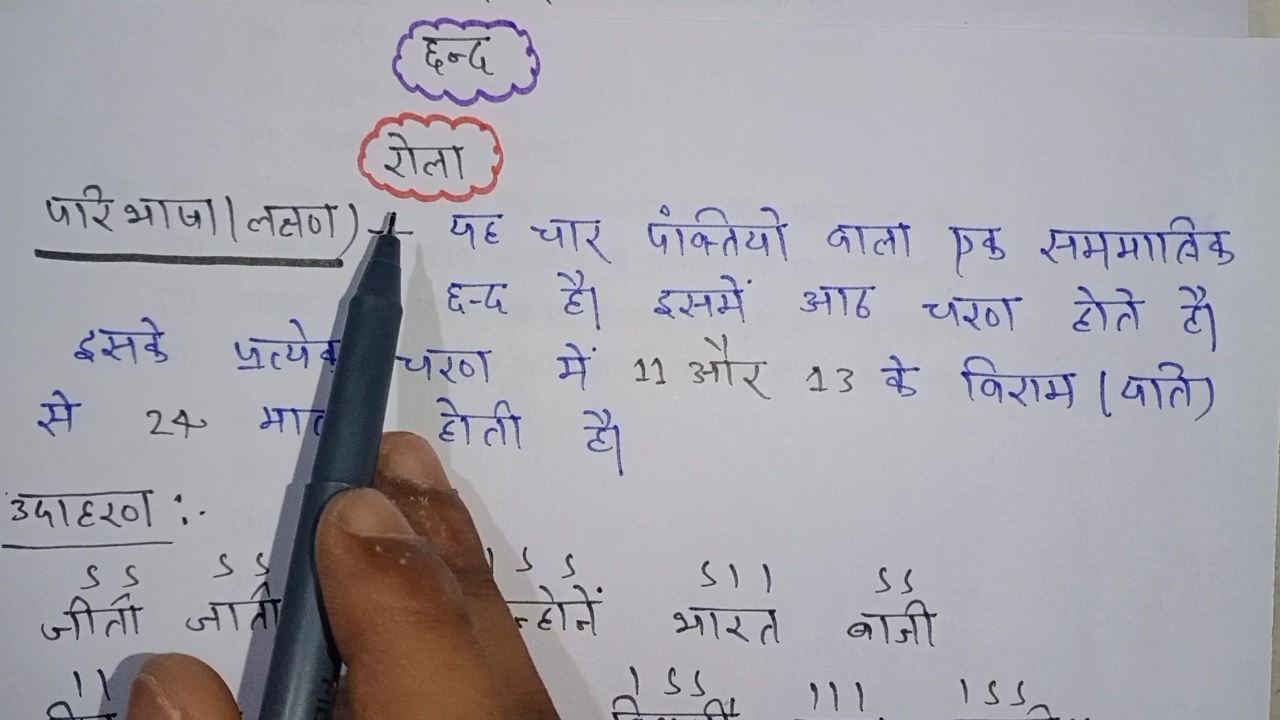 छन्द
रोला
परिभाषा(लक्षण) - यह चार पंक्तियो वाला एक सममात्रिक
छन्द है। इसमें आठ चरण होते है।
इसके प्रत्येक चरण में 11 और 13 के विराम (यति)
से 24 होती है।
उदाहरण :-
S S S S I S S S I I S S
जीती जाती भारत बाजी
I I I S S I I I I S S